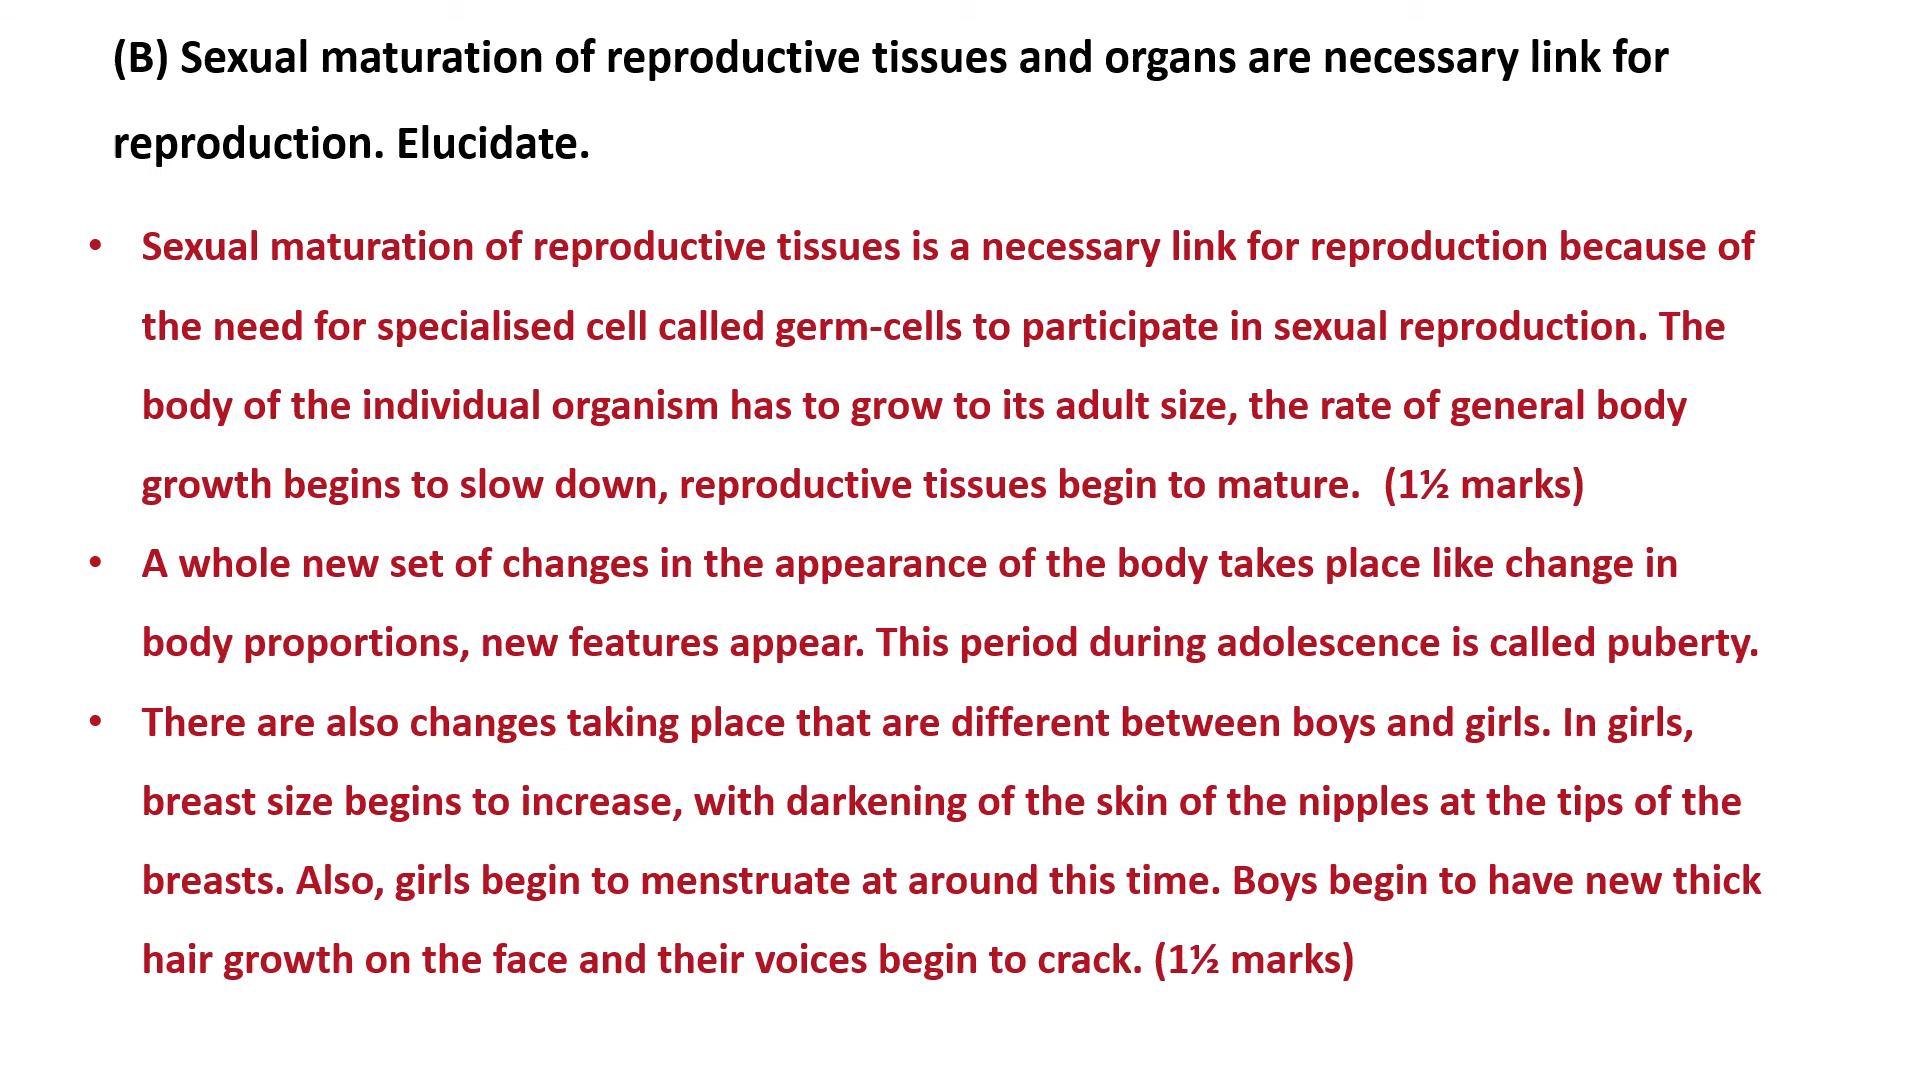 (B) Sexual maturation of reproductive tissues and organs are necessary link for
reproduction. Elucidate.
• Sexual maturation of reproductive tissues is a necessary link for reproduction because of
the need for specialised cell called germ-cells to participate in sexual reproduction. The
body of the individual organism has to grow to its adult size, the rate of general body
growth begins to slow down, reproductive tissues begin to mature. (1½ marks)
• A whole new set of changes in the appearance of the body takes place like change in
body proportions, new features appear. This period during adolescence is called puberty.
• There are also changes taking place that are different between boys and girls. In girls,
breast size begins to increase, with darkening of the skin of the nipples at the tips of the
breasts. Also, girls begin to menstruate at around this time. Boys begin to have new thick
hair growth on the face and their voices begin to crack. (1½ marks)